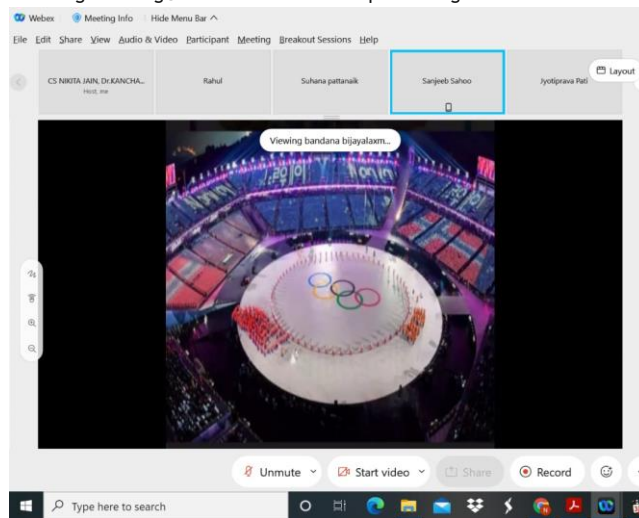 Webex Meeting Info Hide Menu Bar
File Edit Share View Audio & Video Participant Meeting Breakout Sessions Help
CS NIKITA JAIN, Dr.KANCHA...
Host, me
Rahul
Suhana pattanaik
Sanjeeb Sahoo
Jyotiprava Pati
Layout
Viewing bandana bijayalaxm...
Unmute
Start video
Share
Record
Type here to search